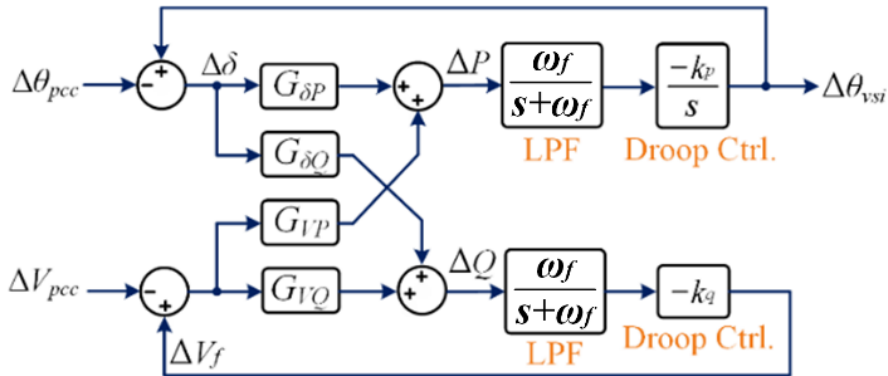 Δθpcc
Δδ
GδP
ΔP
ωf
s+ωf
LPF
−kp
s
Droop Ctrl.
Δθvsi
GδQ
GVP
ΔVpcc
GVQ
ΔQ
ωf
s+ωf
LPF
−kq
Droop Ctrl.
ΔVf